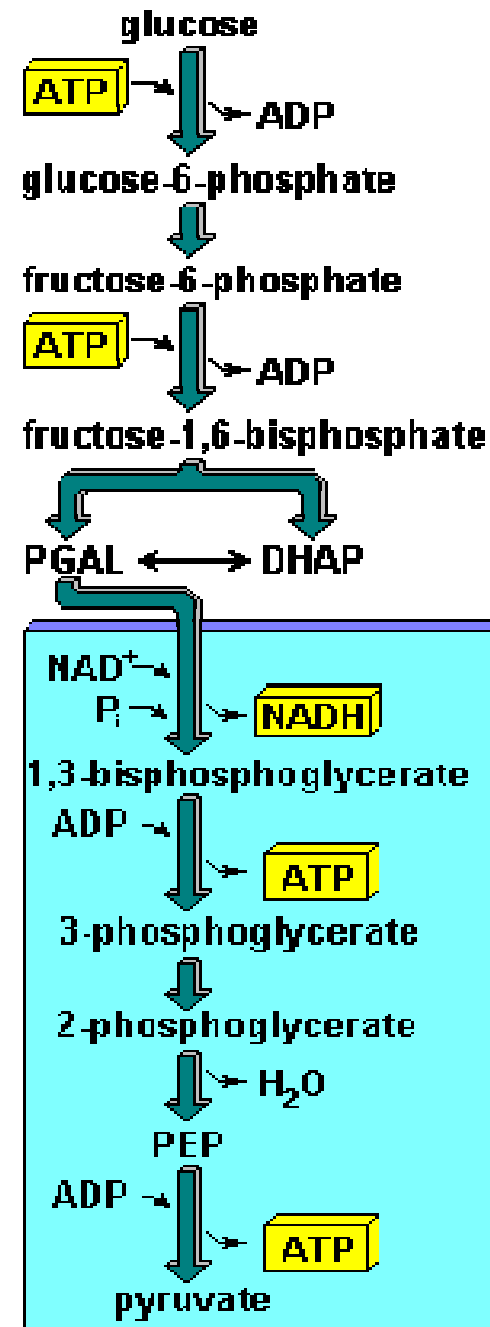 glucose
ATP
ADP
glucose-6-phosphate
fructose-6-phosphate
ATP
ADP
fructose-1,6-bisphosphate
PGAL DHAP
NAD+
Pi
NADH
1,3-bisphosphoglycerate
ADP
ATP
3-phosphoglycerate
2-phosphoglycerate
H2O
PEP
ADP
ATP
pyruvate